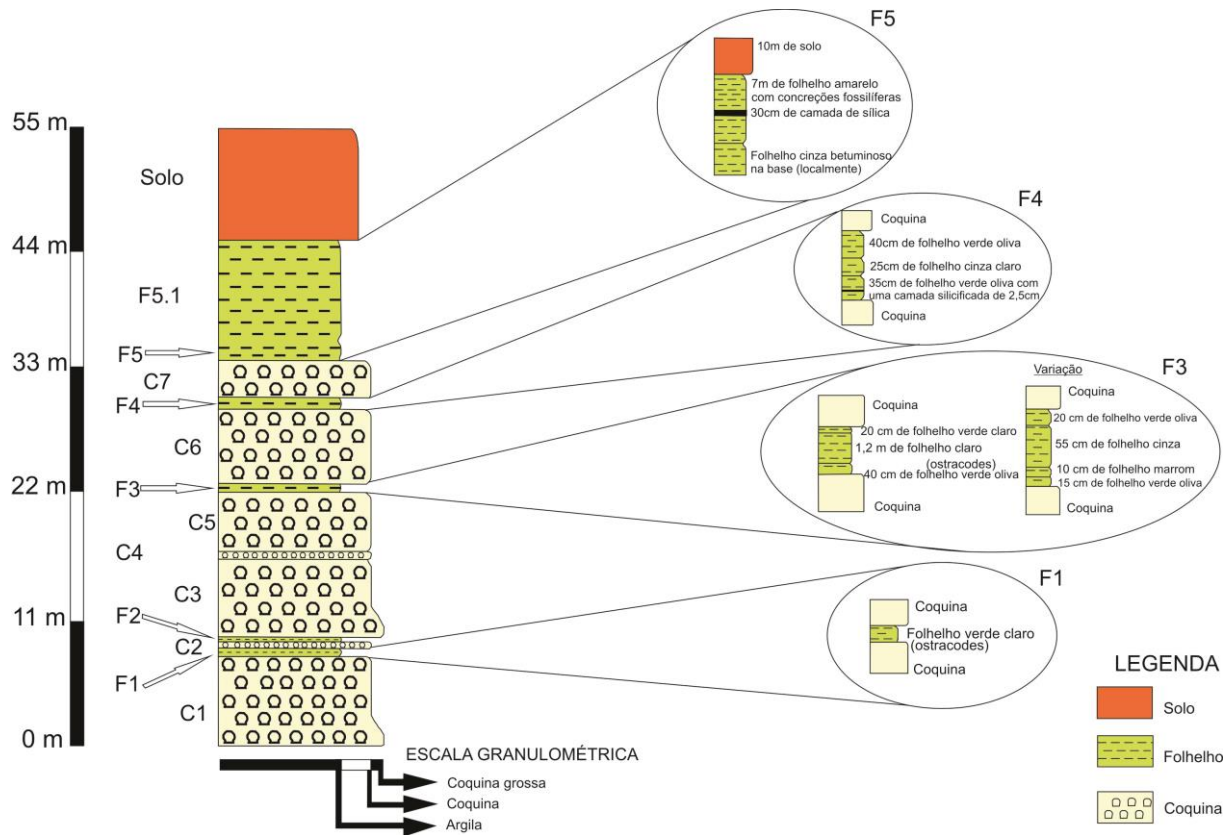 55 m
44 m
33 m
22 m
11 m
0 m
Solo
F5.1
F5
C7
F4
C6
F3
C5
C4
C3
F2
C2
F1
C1
F5
10m de solo
7m de folhelho amarelo
com concreções fossilíferas
30cm de camada de sílica
Folhelho cinza betuminoso
na base (localmente)
F4
Coquina
40cm de folhelho verde oliva
25cm de folhelho cinza claro
35cm de folhelho verde oliva com
uma camada silicificada de 2,5cm
Coquina
F3
Coquina
20 cm de folhelho verde claro
1,2 m de folhelho claro
(ostracodes)
40 cm de folhelho verde oliva
Coquina
Variação
Coquina
20 cm de folhelho verde oliva
55 cm de folhelho cinza
10 cm de folhelho marrom
15 cm de folhelho verde oliva
Coquina
F1
Coquina
Folhelho verde claro
(ostracodes)
Coquina
ESCALA GRANULOMÉTRICA
Coquina grossa
Coquina
Argila
LEGENDA
Solo
Folhelho
Coquina